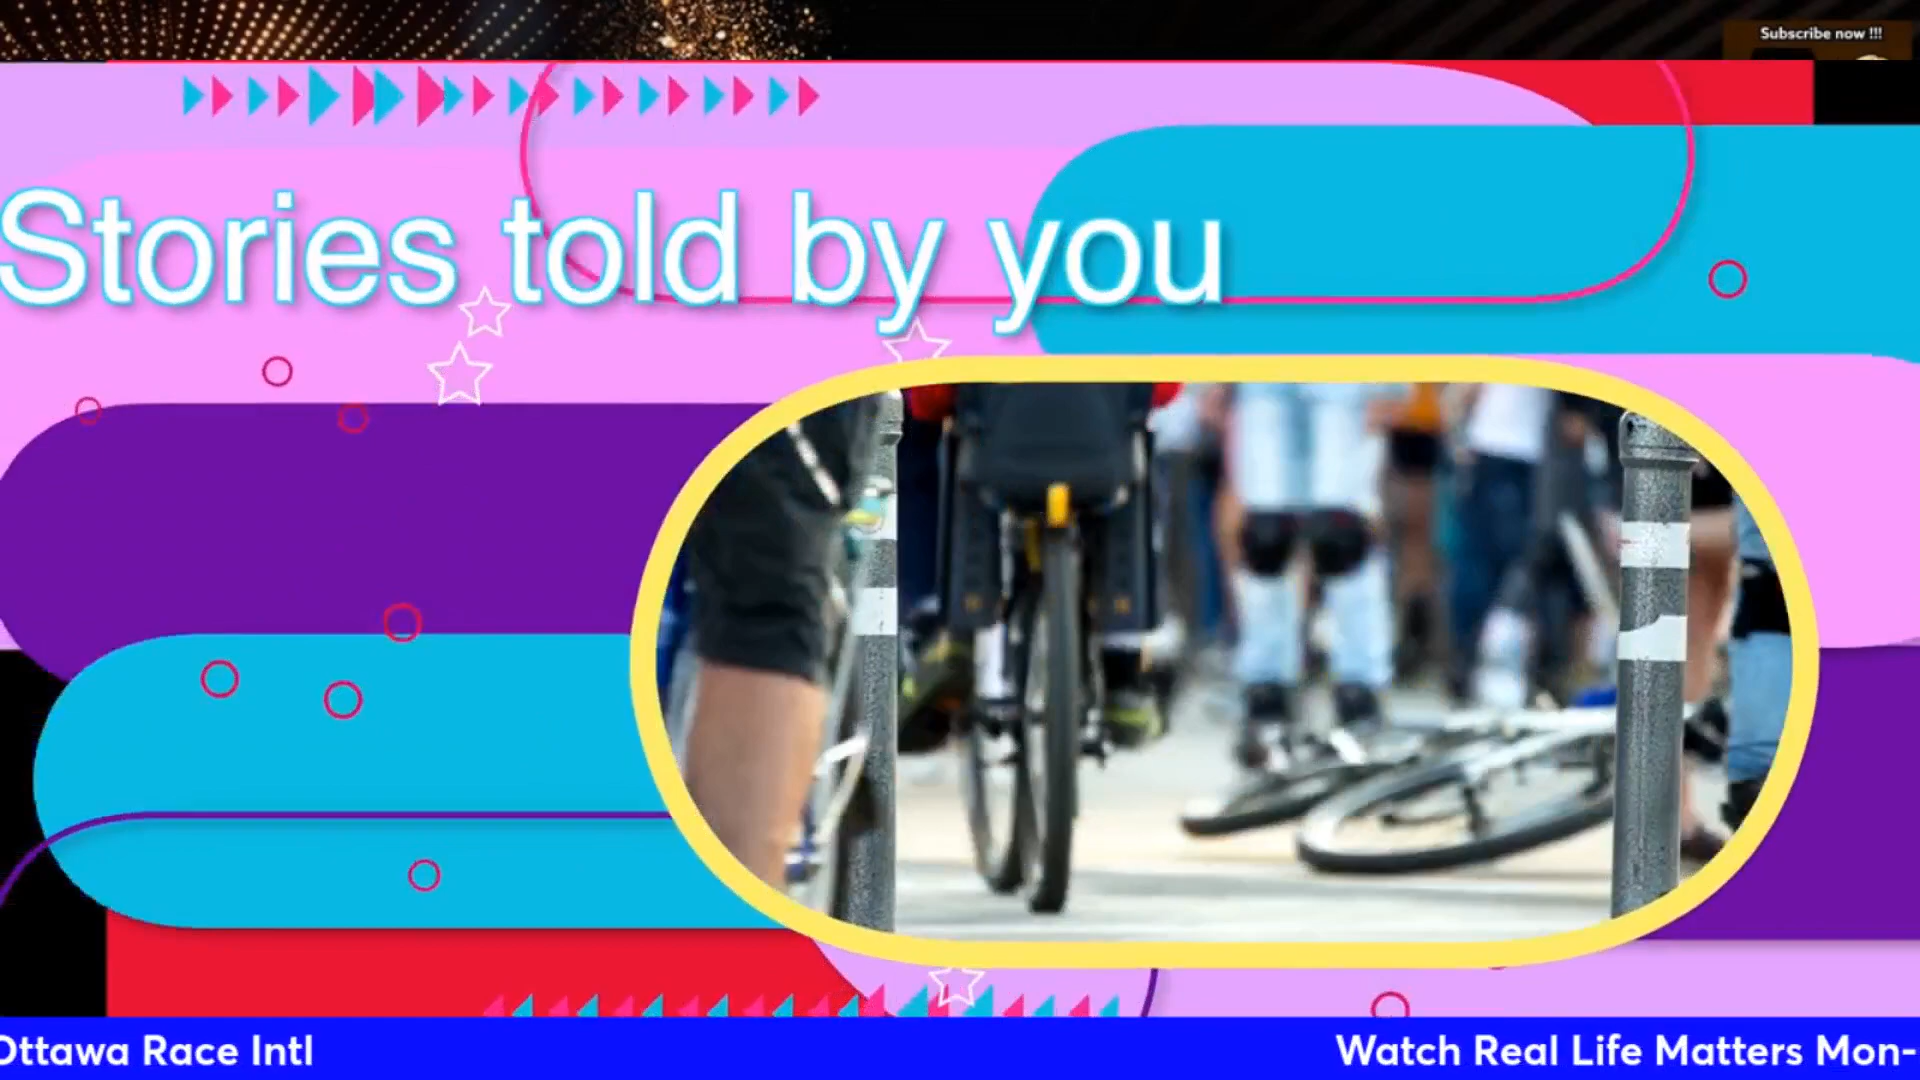 Subscribe now !!!
Stories told by you
Ottawa Race Intl
Watch Real Life Matters Mon-